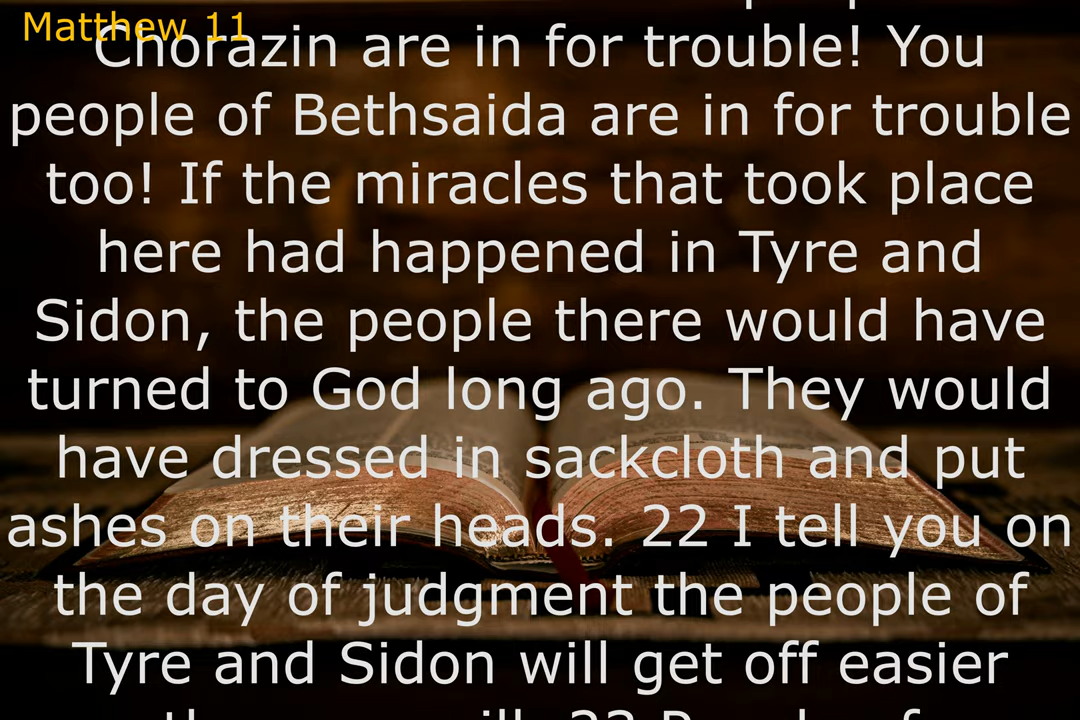 Matthew 11
Chorazin are in for trouble! You
people of Bethsaida are in for trouble
too! If the miracles that took place
here had happened in Tyre and
Sidon, the people there would have
turned to God long ago. They would
have dressed in sackcloth and put
ashes on their heads. 22 I tell you on
the day of judgment the people of
Tyre and Sidon will get off easier